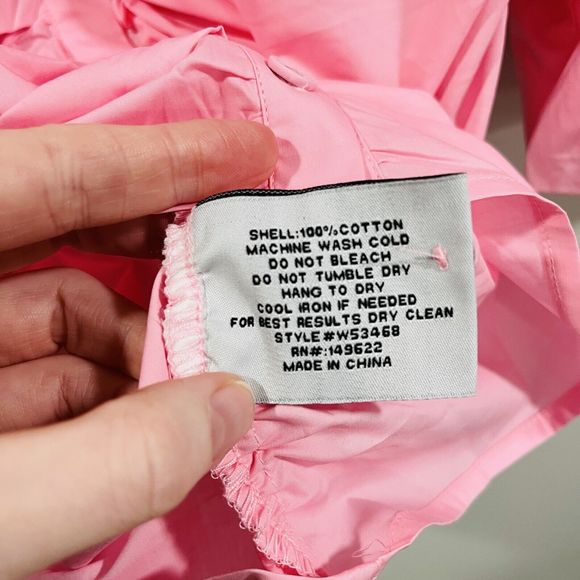 SHELL:100%COTTON
MACHINE WASH COLD
DO NOT BLEACH
DO NOT TUMBLE DRY
HANG TO DRY
COOL IRON IF NEEDED
FOR BEST RESULTS DRY CLEAN
STYLE#W53468
RN#:149622
MADE IN CHINA